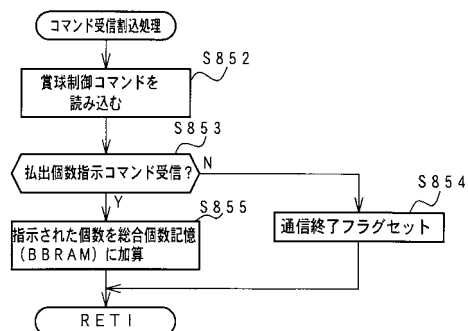 コマンド受信割込処理
S852
賞球制御コマンドを
読み込む
S853
払出個数指示コマンド受信?
N
S854
Y
S855
通信終了フラグセット
指示された個数を総合個数記憶
(BBRAM)に加算
RETI